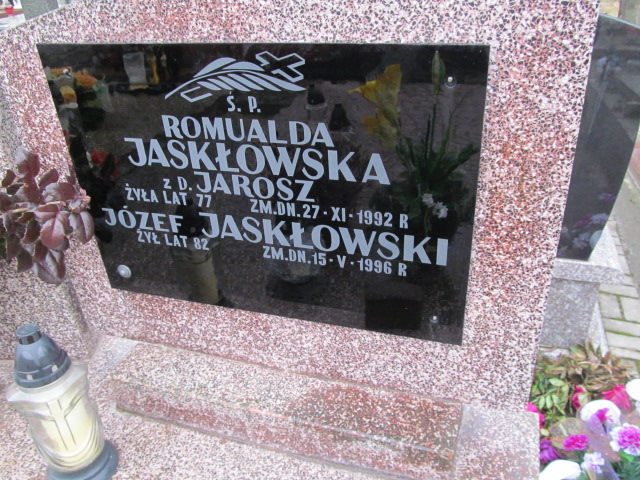 Ś. P.
ROMUALDA
JASKŁOWSKA
Z D. JAROSZ
ŻYŁA LAT 77 ZM. DN. 27 · XI · 1992 R
JÓZEF JASKŁOWSKI
ŻYŁ LAT 82 ZM. DN. 15 · V · 1996 R